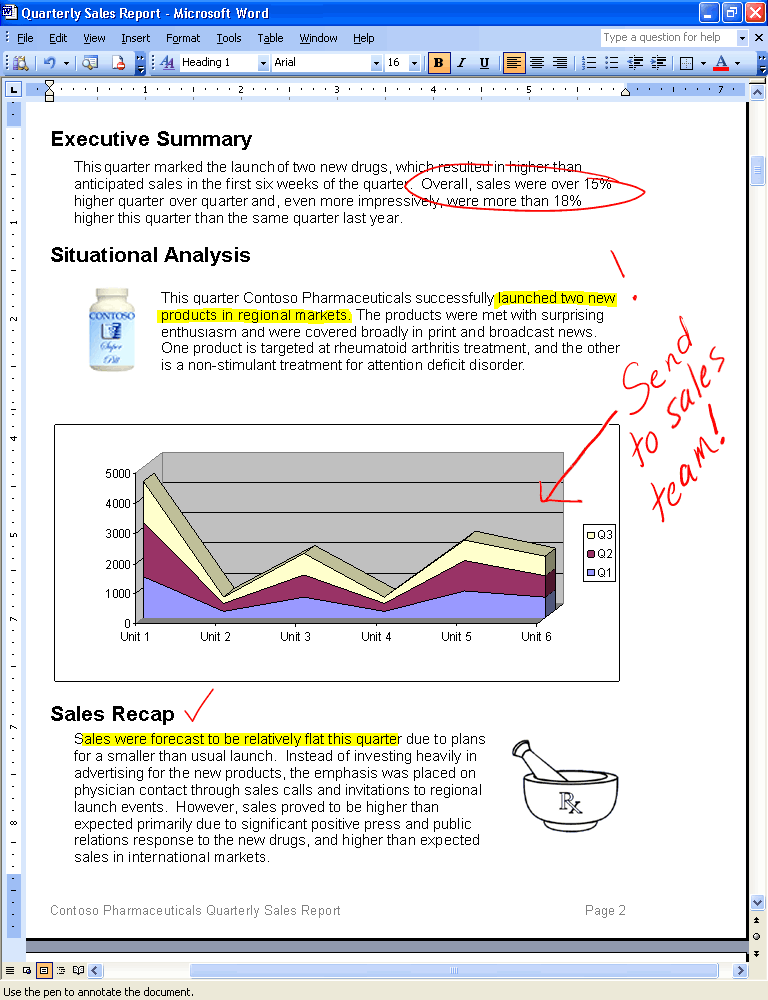 Quarterly Sales Report - Microsoft Word
File Edit View Insert Format Tools Table Window Help
Type a question for help
Heading 1 Arial 16 B I U A
L 1 2 3 4 5 7
Executive Summary
This quarter marked the launch of two new drugs, which resulted in higher than
anticipated sales in the first six weeks of the quarter. Overall, sales were over 15%
higher quarter over quarter and, even more impressively, were more than 18%
higher this quarter than the same quarter last year.
Situational Analysis
!
CONTOSO
Super
Pill
This quarter Contoso Pharmaceuticals successfully launched two new
products in regional markets. The products were met with surprising
enthusiasm and were covered broadly in print and broadcast news.
One product is targeted at rheumatoid arthritis treatment, and the other
is a non-stimulant treatment for attention deficit disorder.
Send
to sales
team!
5000
4000
3000
2000
1000
0
Unit 1 Unit 2 Unit 3 Unit 4 Unit 5 Unit 6
Q3
Q2
Q1
Sales Recap
Sales were forecast to be relatively flat this quarter due to plans
for a smaller than usual launch. Instead of investing heavily in
advertising for the new products, the emphasis was placed on
physician contact through sales calls and invitations to regional
launch events. However, sales proved to be higher than
expected primarily due to significant positive press and public
relations response to the new drugs, and higher than expected
sales in international markets.
Rx
Contoso Pharmaceuticals Quarterly Sales Report Page 2
Use the pen to annotate the document.